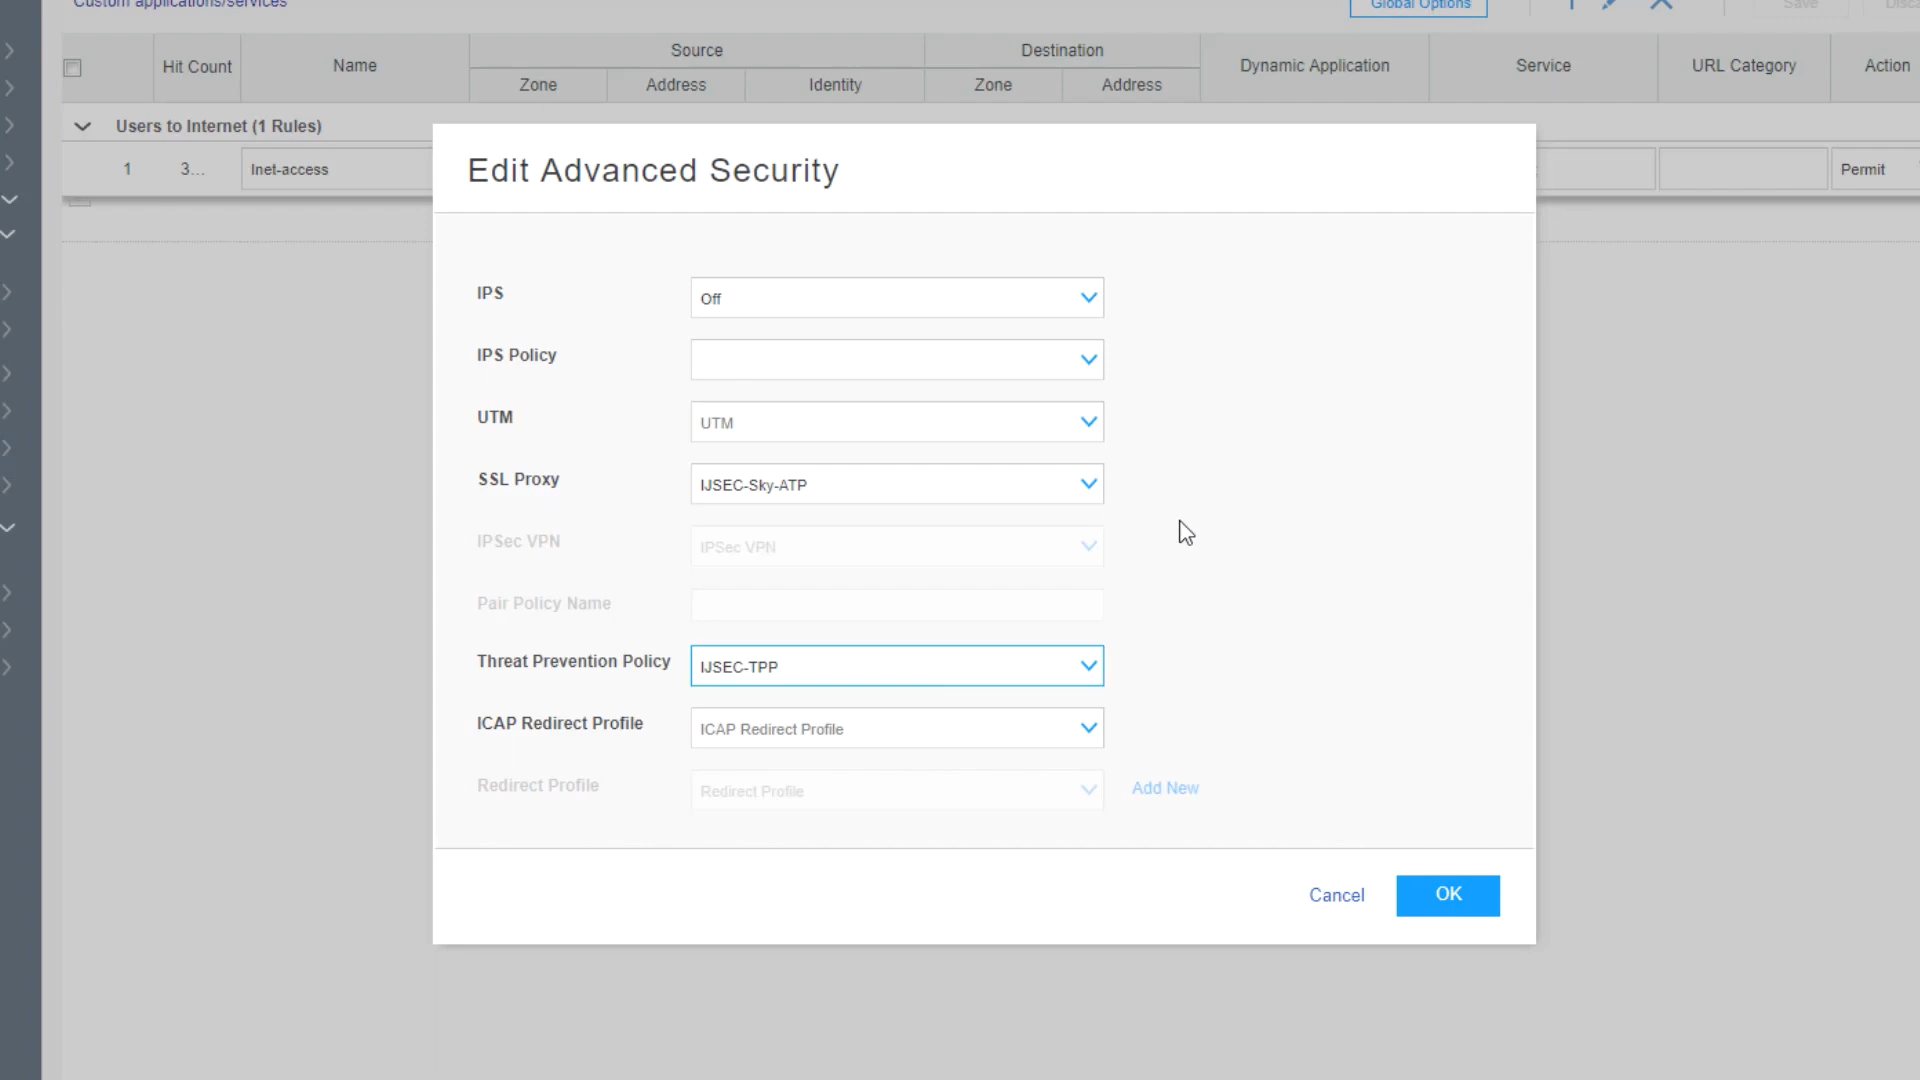 Custom applications/services
Global Options
Save
Hit Count
Name
Source
Destination
Dynamic Application
Service
URL Category
Action
Zone
Address
Identity
Zone
Address
Users to Internet (1 Rules)
1
3...
Inet-access
Permit
Edit Advanced Security
IPS
Off
IPS Policy
UTM
UTM
SSL Proxy
IJSEC-Sky-ATP
IPSec VPN
IPSec VPN
Pair Policy Name
Threat Prevention Policy
IJSEC-TPP
ICAP Redirect Profile
ICAP Redirect Profile
Redirect Profile
Redirect Profile
Add New
Cancel
OK